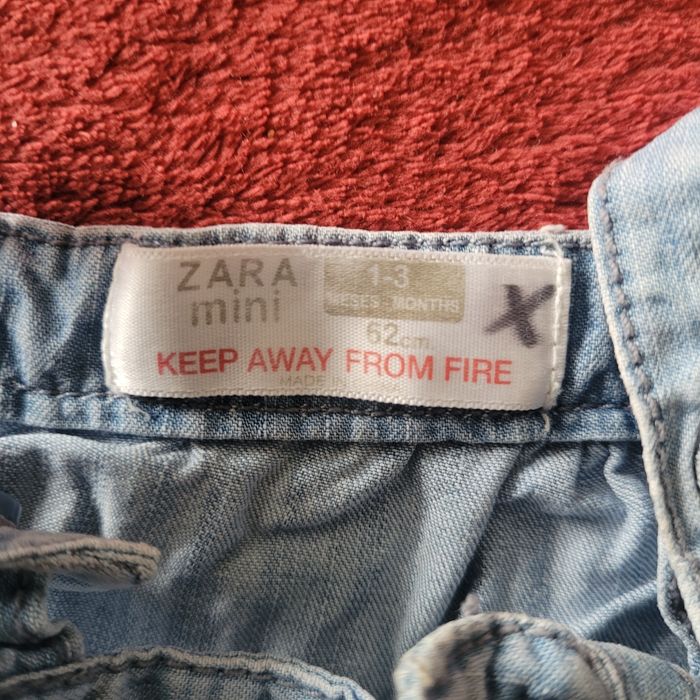 ZARA
mini
1-3
MESES - MONTHS
62cm.
X
KEEP AWAY FROM FIRE
MADE IN